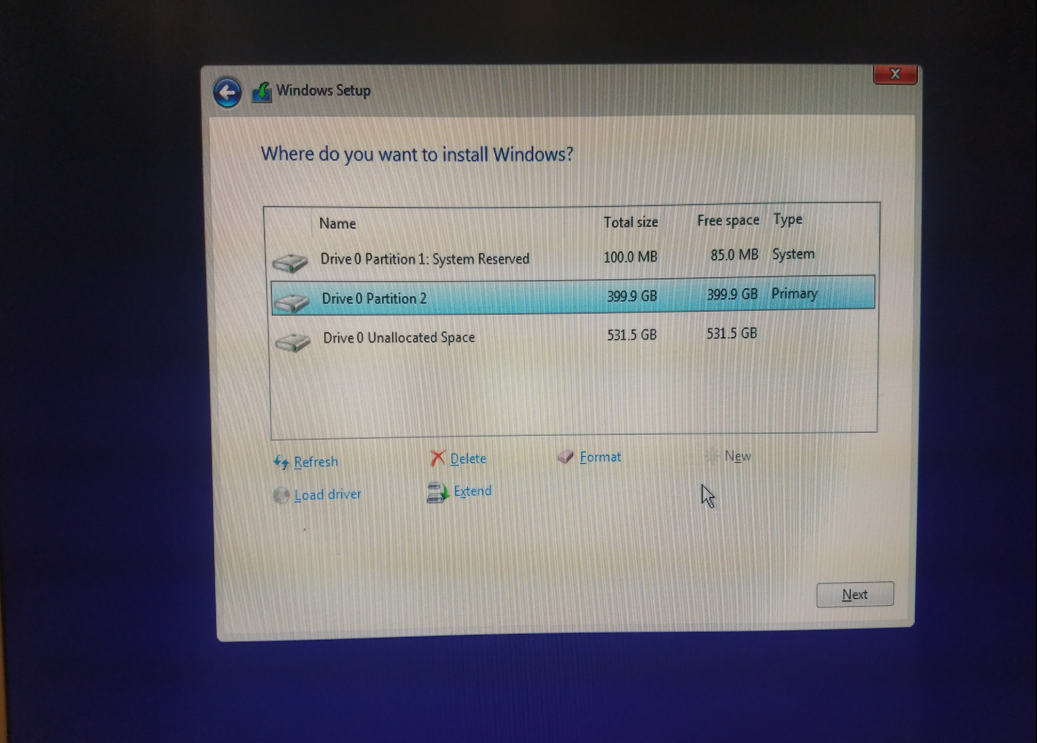 Windows Setup
X
Where do you want to install Windows?
Name Total size Free space Type
Drive 0 Partition 1: System Reserved 100.0 MB 85.0 MB System
Drive 0 Partition 2 399.9 GB 399.9 GB Primary
Drive 0 Unallocated Space 531.5 GB 531.5 GB
Refresh Delete Format New
Load driver Extend
Next